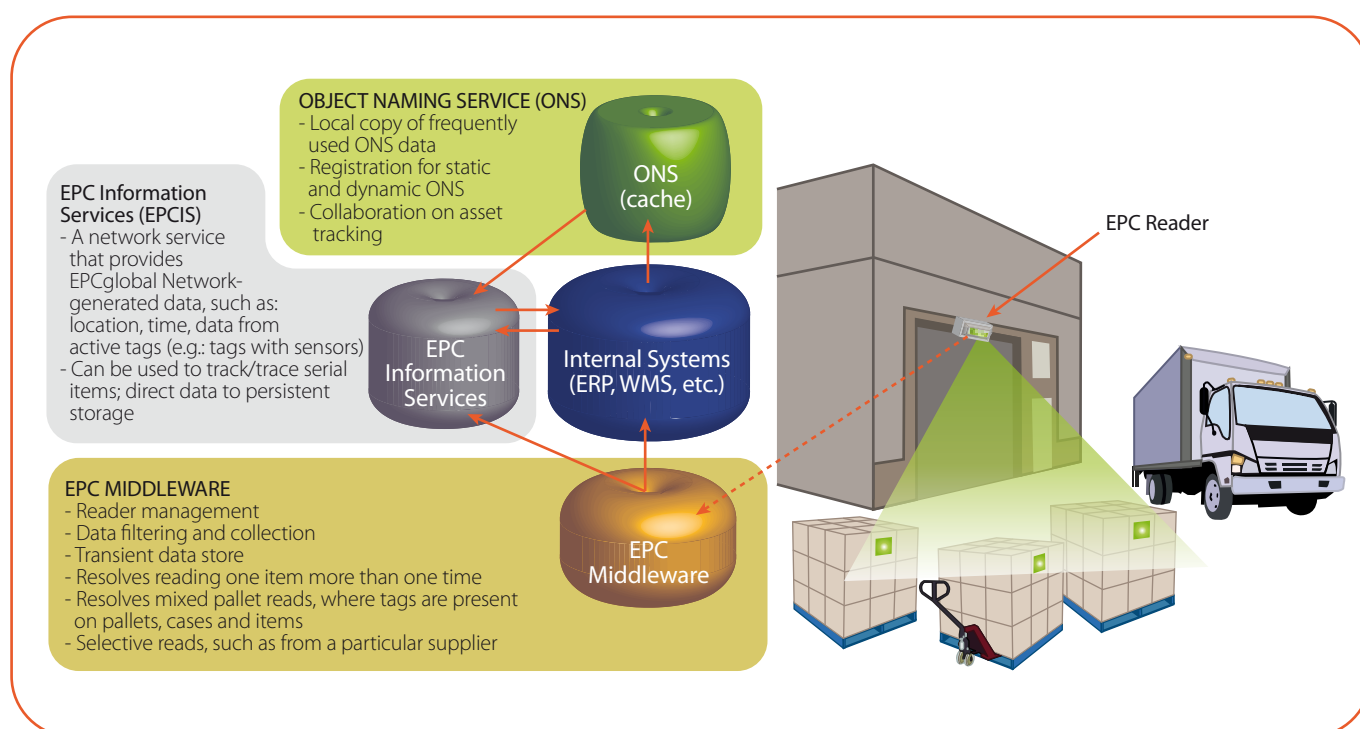 OBJECT NAMING SERVICE (ONS)
- Local copy of frequently
used ONS data
- Registration for static
and dynamic ONS
- Collaboration on asset
tracking
ONS
(cache)
EPC Information
Services (EPCIS)
- A network service
that provides
EPCglobal Network-
generated data, such as:
location, time, data from
active tags (e.g.: tags with sensors)
- Can be used to track/trace serial
items; direct data to persistent
storage
EPC
Information
Services
Internal Systems
(ERP, WMS, etc.)
EPC MIDDLEWARE
- Reader management
- Data filtering and collection
- Transient data store
- Resolves reading one item more than one time
- Resolves mixed pallet reads, where tags are present
on pallets, cases and items
- Selective reads, such as from a particular supplier
EPC
Middleware
EPC Reader